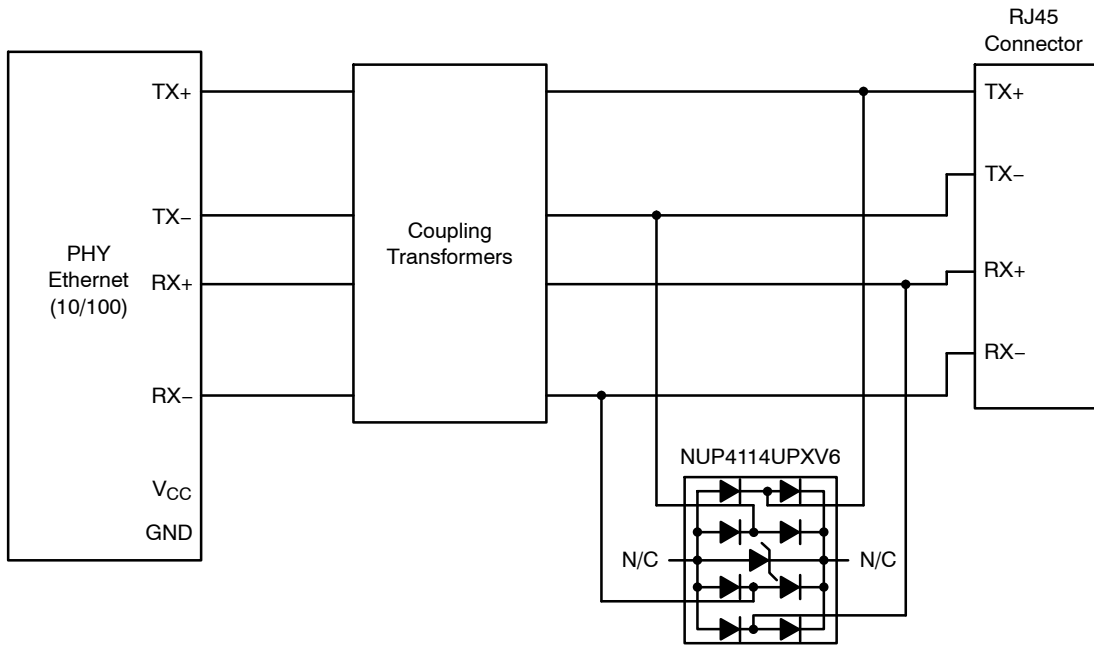 RJ45
Connector
TX+
TX−
RX+
RX−
PHY
Ethernet
(10/100)
V<sub>CC</sub>
GND
Coupling
Transformers
TX+
TX−
RX+
RX−
NUP4114UPXV6
N/C
N/C